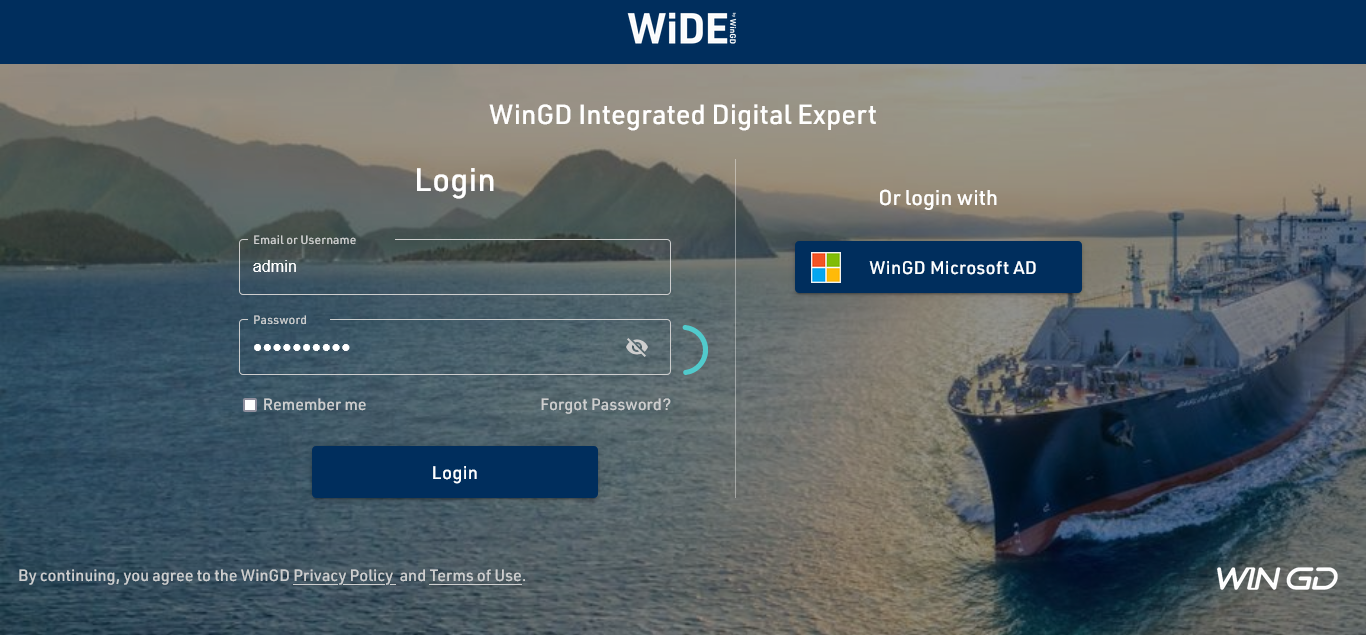 WiDE
by WinGD
WinGD Integrated Digital Expert
Login
Email or Username
admin
Password
••••••••••
Remember me
Forgot Password?
Login
Or login with
WinGD Microsoft AD
By continuing, you agree to the WinGD Privacy Policy and Terms of Use.
WIN GD